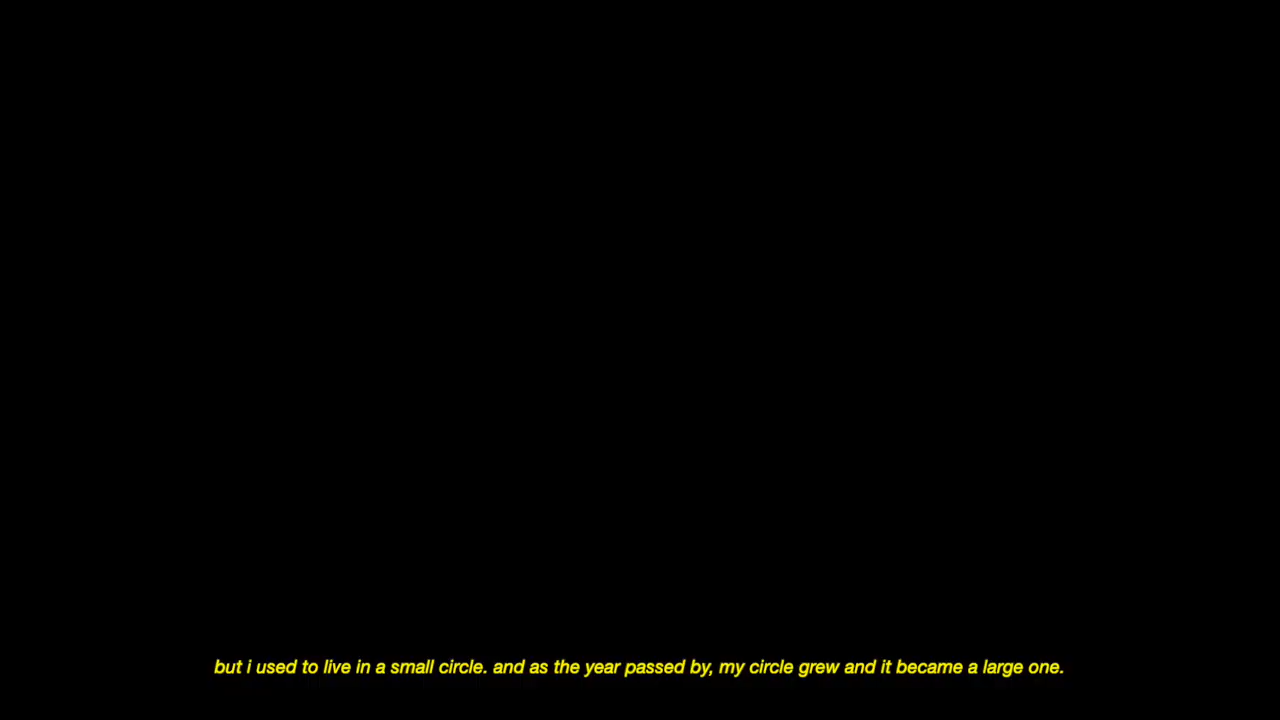 but i used to live in a small circle. and as the year passed by, my circle grew and it became a large one.